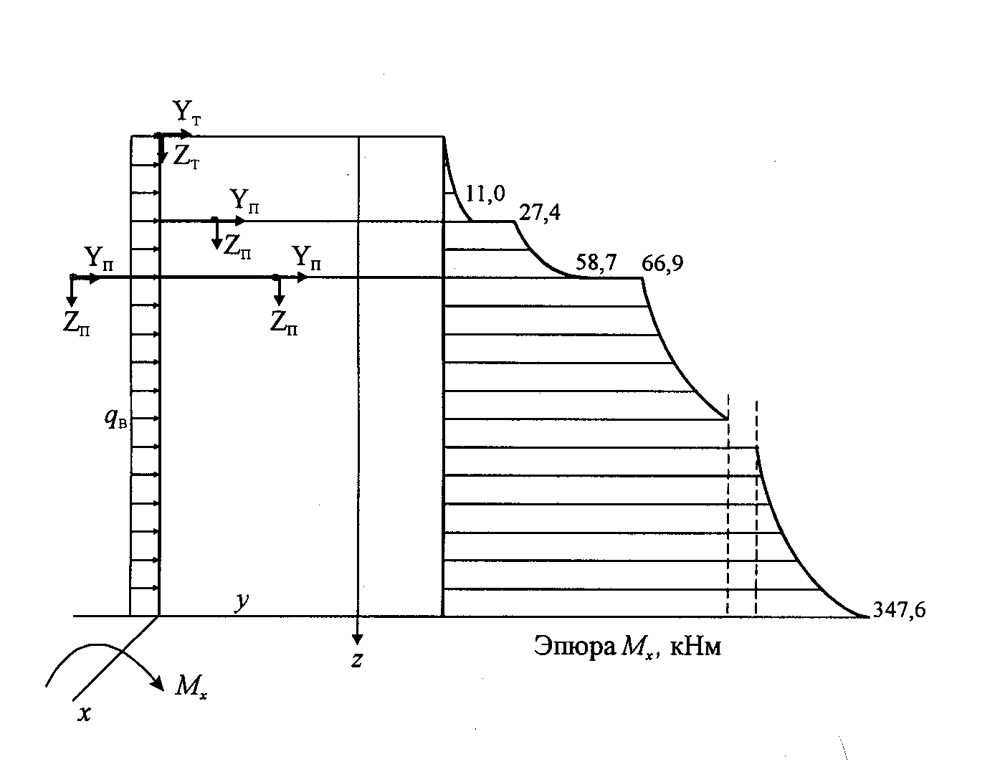 Yт
Zт
11,0
Yп
27,4
Zп
Yп
Yп
58,7
66,9
Zп
Zп
qв
y
347,6
z
Эпюра Mx, кНм
Mx
x